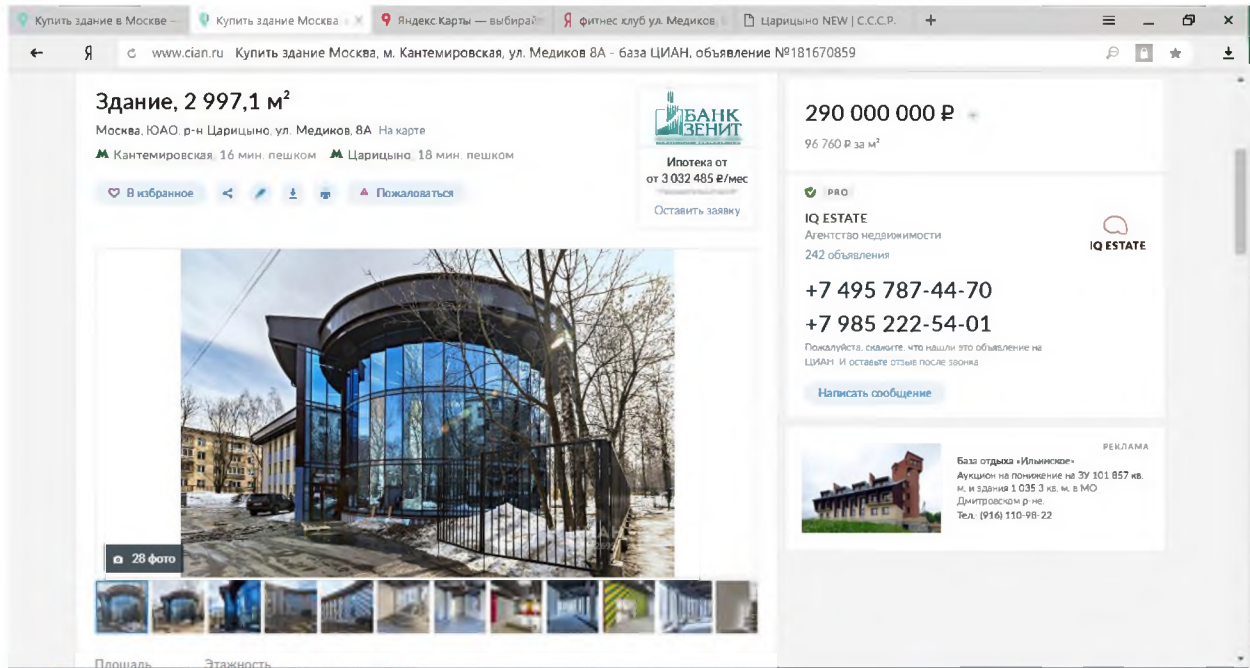 Купить здание в Москве —
Купить здание Москва
Яндекс.Карты — выбирай
фитнес клуб ул. Медиков
Царицыно NEW | С.С.С.Р.
Я
www.cian.ru Купить здание Москва, м. Кантемировская, ул. Медиков 8А - база ЦИАН, объявление №181670859
Здание, 2 997,1 м²
Москва, ЮАО, р-н Царицыно, ул. Медиков, 8А На карте
Кантемировская 16 мин. пешком Царицыно 18 мин. пешком
В избранное
Пожаловаться
БАНК
ЗЕНИТ
Ипотека от
от 3 032 485 ₽/мес
Оставить заявку
28 фото
Площадь Этажность
290 000 000 ₽
96 760 ₽ за м²
PRO
IQ ESTATE
Агентство недвижимости
242 объявления
IQ ESTATE
+7 495 787-44-70
+7 985 222-54-01
Пожалуйста, скажите, что нашли это объявление на
ЦИАН. И оставьте отзыв после звонка
Написать сообщение
РЕКЛАМА
База отдыха «Ильинское»
Аукцион на понижение на ЗУ 101 857 кв.
м. и здания 1 035 3 кв. м. в МО
Дмитровском р-не.
Тел.: (916) 110-98-22